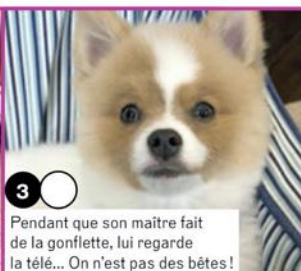 3
Pendant que son maître fait
de la gonflette, lui regarde
la télé... On n'est pas des bêtes !